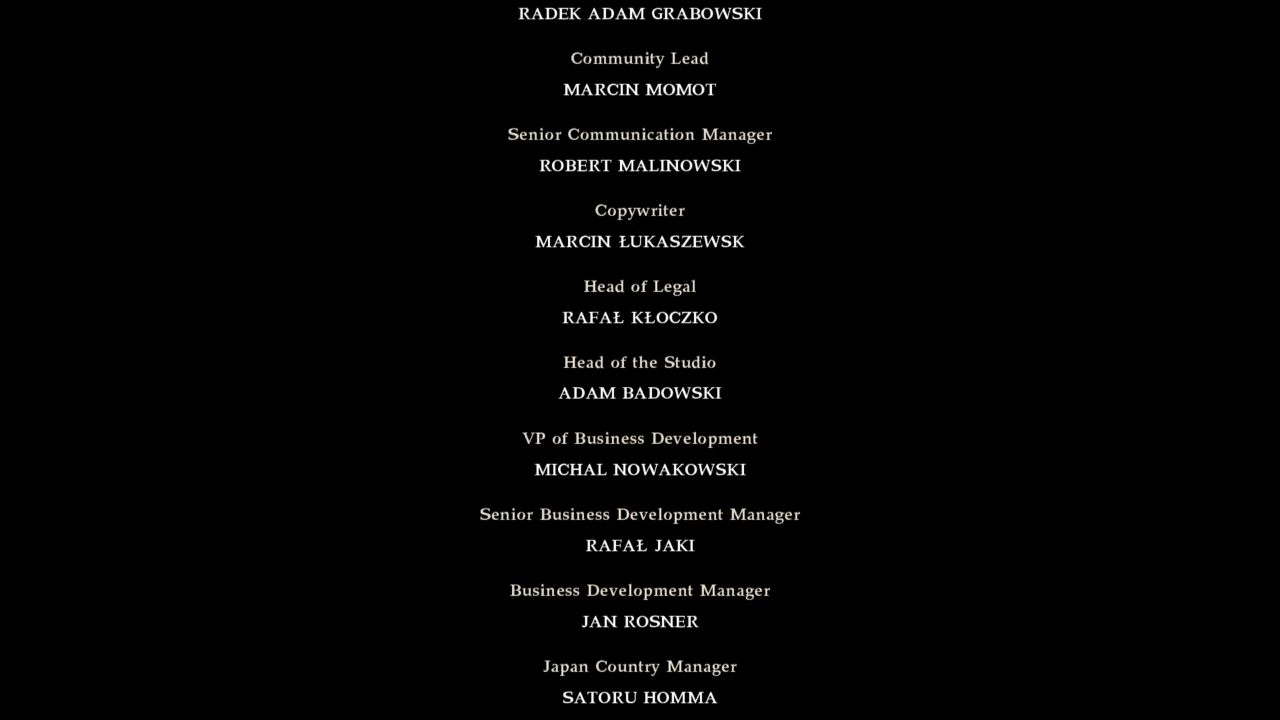 RADEK ADAM GRABOWSKI
Community Lead
MARCIN MOMOT
Senior Communication Manager
ROBERT MALINOWSKI
Copywriter
MARCIN ŁUKASZEWSK
Head of Legal
RAFAŁ KŁOCZKO
Head of the Studio
ADAM BADOWSKI
VP of Business Development
MICHAL NOWAKOWSKI
Senior Business Development Manager
RAFAŁ JAKI
Business Development Manager
JAN ROSNER
Japan Country Manager
SATORU HOMMA